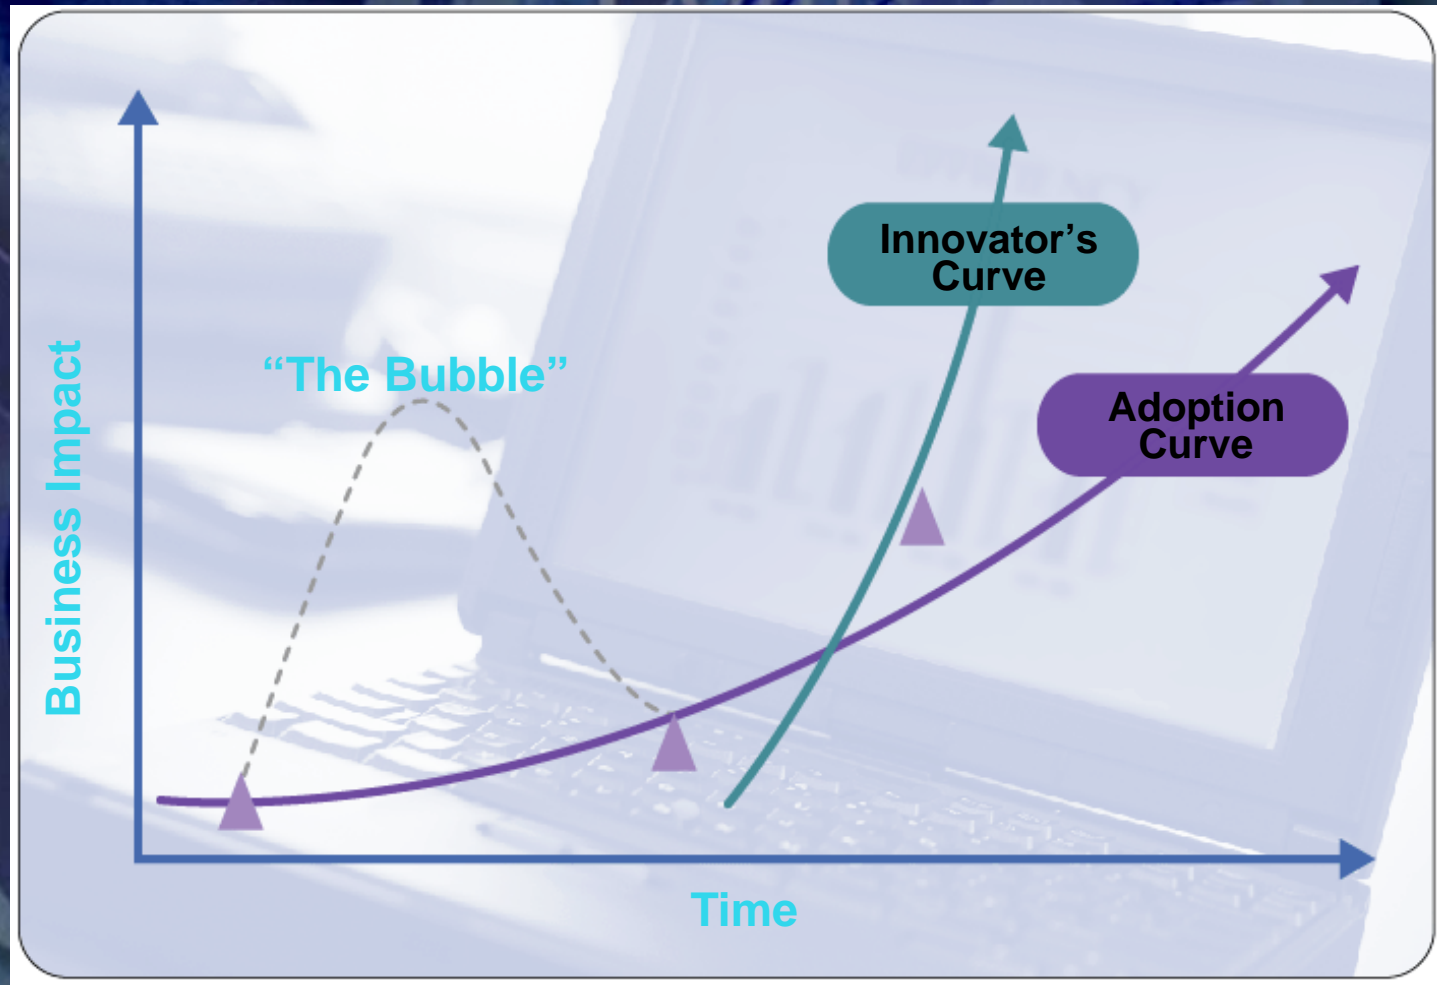 Innovator’s
Curve
“The Bubble”
Adoption
Curve
Business Impact
Time